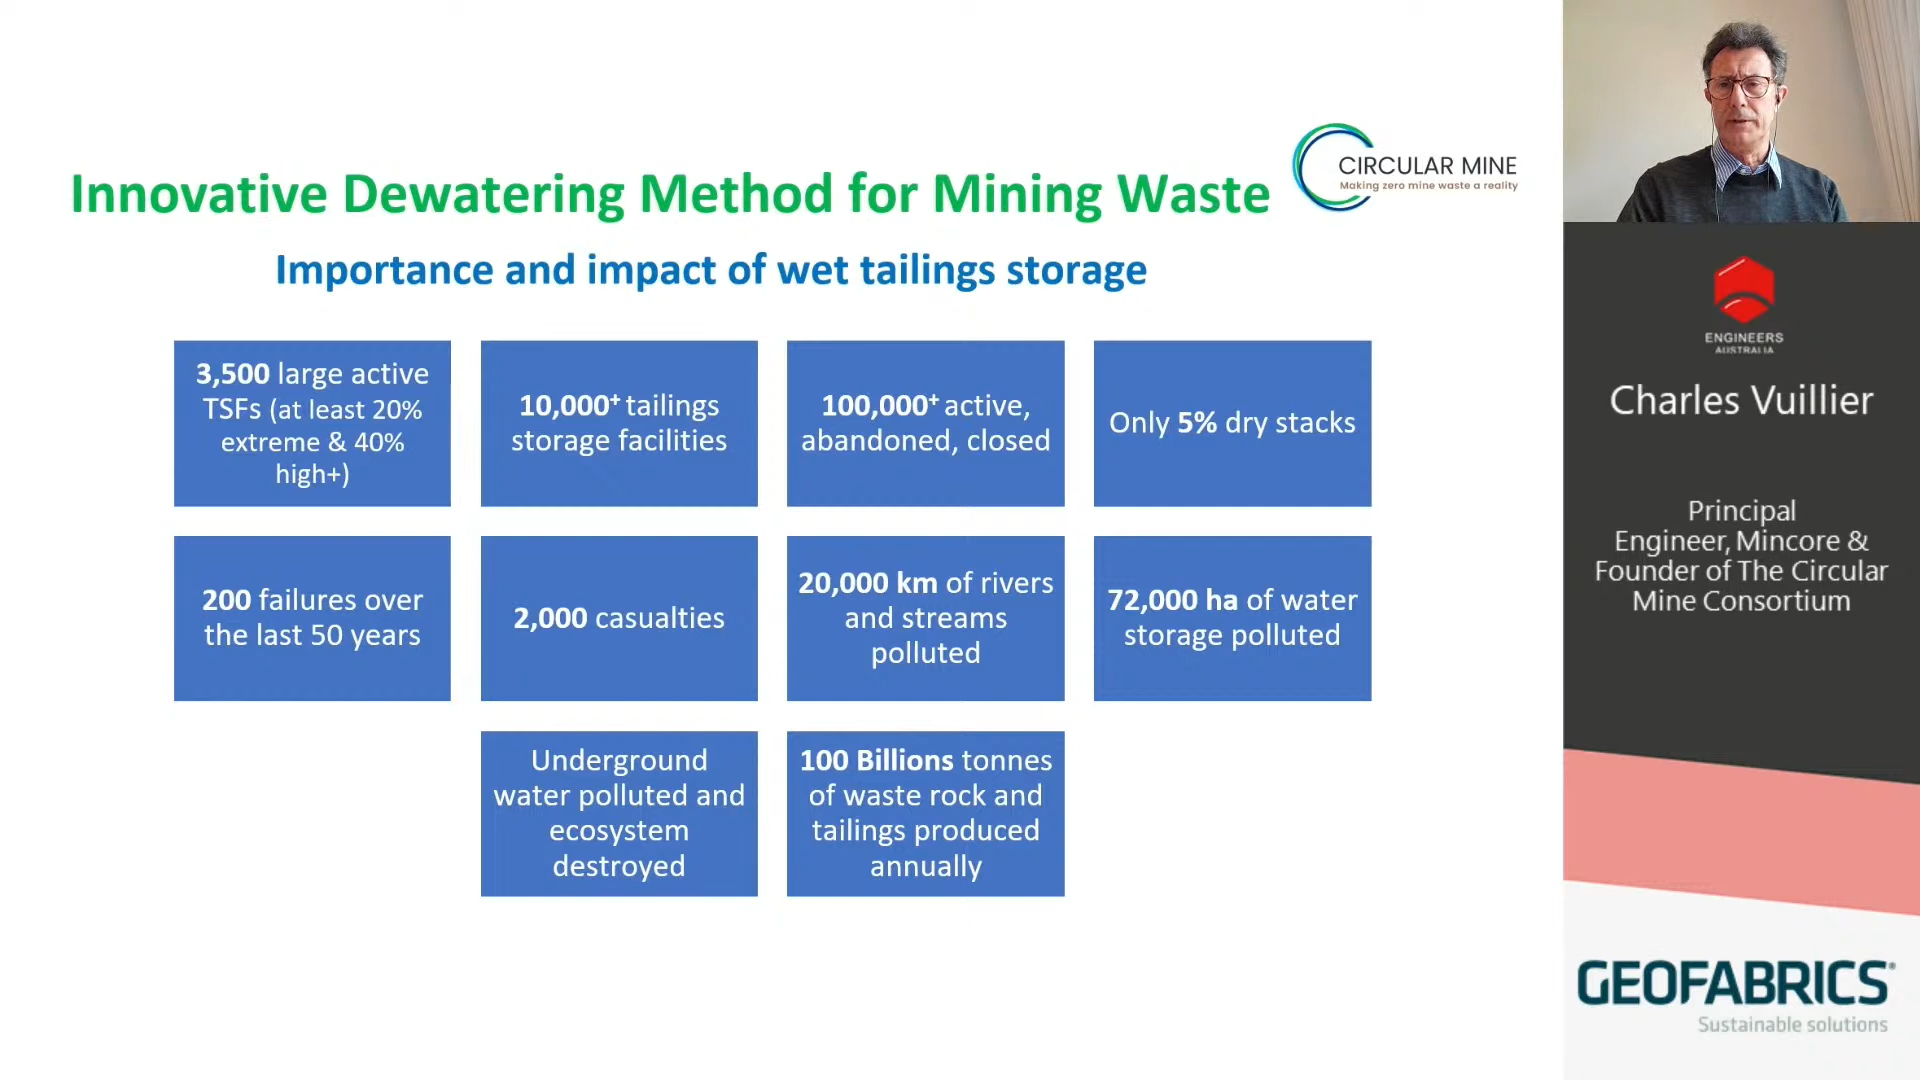 Innovative Dewatering Method for Mining Waste
CIRCULAR MINE
Making zero mine waste a reality
Importance and impact of wet tailings storage
3,500 large active
TSFs (at least 20%
extreme & 40%
high+)
10,000+ tailings
storage facilities
100,000+ active,
abandoned, closed
Only 5% dry stacks
200 failures over
the last 50 years
2,000 casualties
20,000 km of rivers
and streams
polluted
72,000 ha of water
storage polluted
Underground
water polluted and
ecosystem
destroyed
100 Billions tonnes
of waste rock and
tailings produced
annually
ENGINEERS
AUSTRALIA
Charles Vuillier
Principal
Engineer, Mincore &
Founder of The Circular
Mine Consortium
GEOFABRICS®
Sustainable solutions